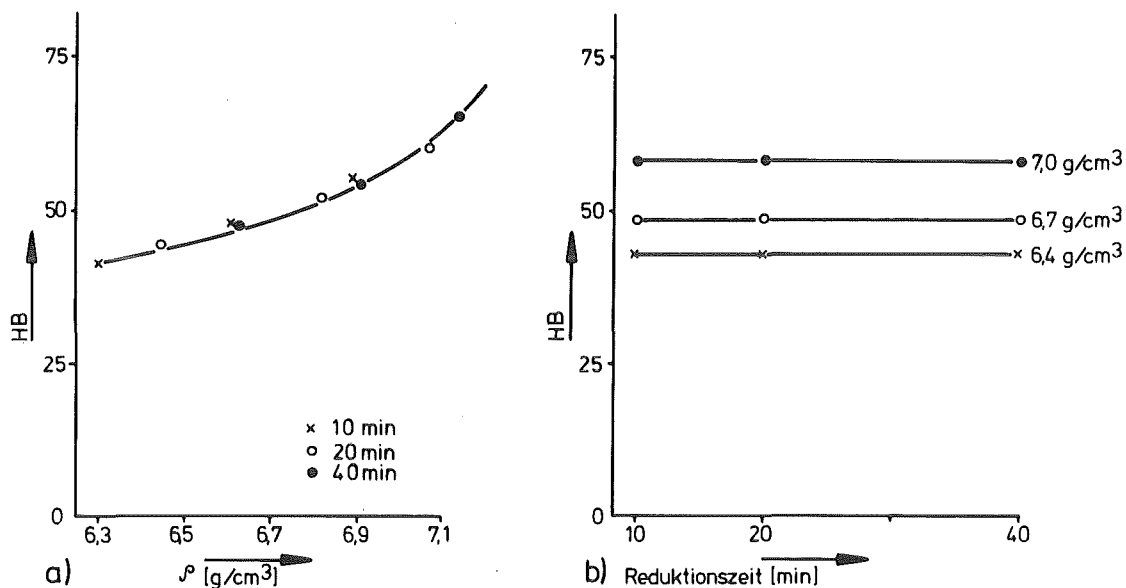 75
50
HB
25
0
× 10 min
○ 20 min
● 40 min
6,3 6,5 6,7 6,9 7,1
a) ρ [g/cm³]
75
50
HB
25
0
7,0 g/cm³
6,7 g/cm³
6,4 g/cm³
10 20 40
b) Reduktionszeit [min]